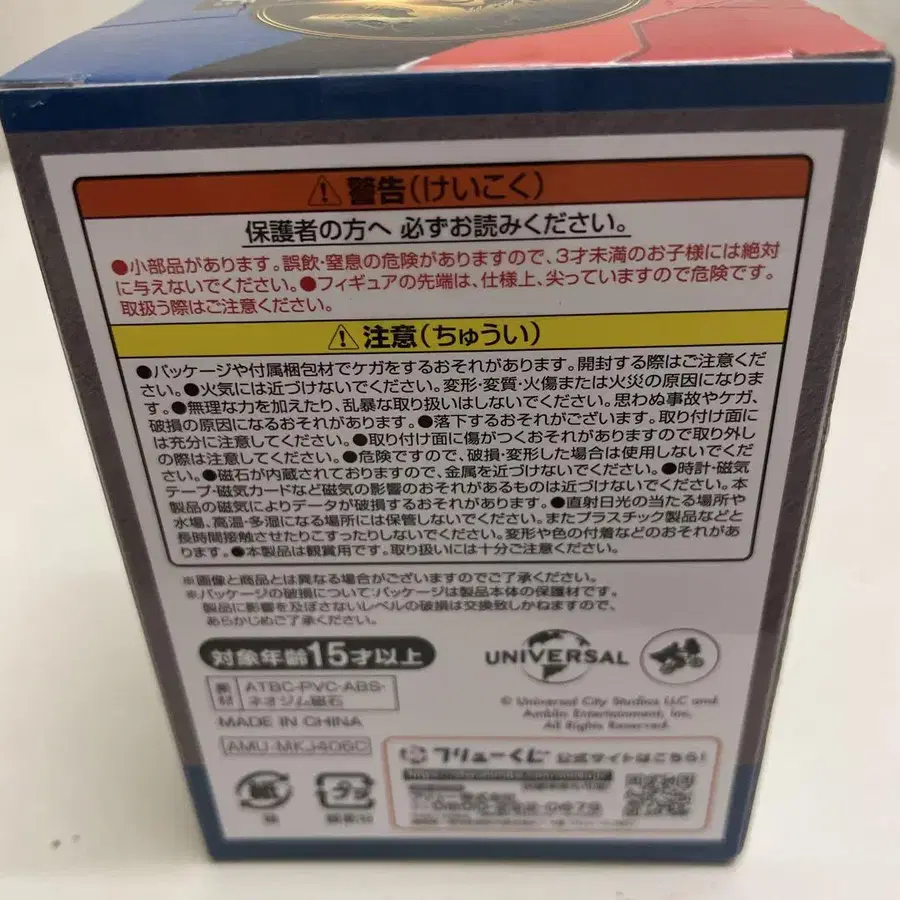 ⚠警告(けいこく)
保護者の方へ 必ずお読みください。
●小部品があります。誤飲・窒息の危険がありますので、3才未満のお子様には絶対
に与えないでください。●フィギュアの先端は、仕様上、尖っていますので危険です。
取扱う際はご注意ください。
⚠注意(ちゅうい)
●パッケージや付属梱包材でケガをするおそれがあります。開封する際はご注意くだ
さい。●火気には近づけないでください。変形・変質・火傷または火災の原因になりま
す。●無理な力を加えたり、乱暴な取り扱いはしないでください。思わぬ事故やケガ、
破損の原因になるおそれがあります。●落下するおそれがございます。取り付け面に
は充分に注意してください。●取り付け面に傷がつくおそれがありますので取り外し
の際は注意してください。●危険ですので、破損・変形した場合は使用しないでくださ
い。●磁石が内蔵されておりますので、金属を近づけないでください。●時計・磁気
テープ・磁気カードなど磁気の影響のおそれがあるものは近づけないでください。本
製品の磁気によりデータが破損するおそれがあります。●直射日光の当たる場所や
水場、高温・多湿になる場所には保管しないでください。またプラスチック製品などと
長時間接触させたりこすったりしないでください。変形や色の付着などのおそれがあ
ります。●本製品は観賞用です。取り扱いには十分ご注意ください。
※画像と商品とは異なる場合がございますのでご了承ください。
※パッケージの破損について:パッケージは製品本体の保護材です。
製品に影響を及ぼさないレベルの破損は交換致しかねますので、
あらかじめご了承ください。
対象年齢15才以上
素材 ATBC-PVC・ABS・
ネオジム磁石
MADE IN CHINA
AMU-MKJ406C
UNIVERSAL
© Universal City Studios LLC and
Amblin Entertainment, Inc.
All Rights Reserved.
フリューくじ 公式サイトはこちら!
紙
プラ